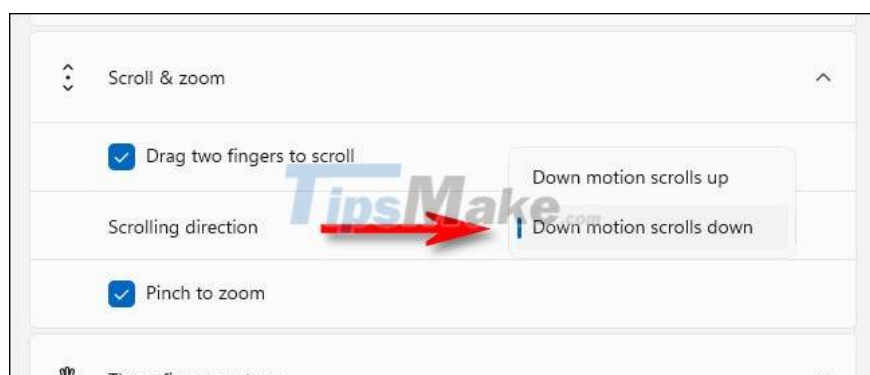 Scroll & zoom
Drag two fingers to scroll
Down motion scrolls up
TipsMake.com
Scrolling direction
Down motion scrolls down
Pinch to zoom